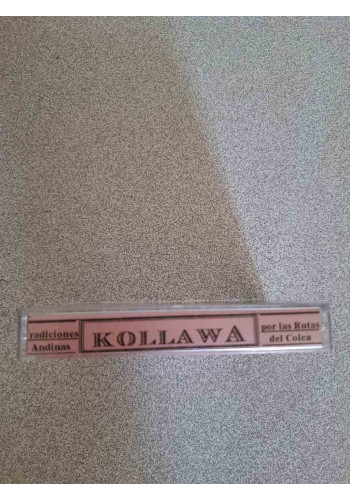 radiciones
Andinas
KOLLAWA
por las Rutas
del Colca